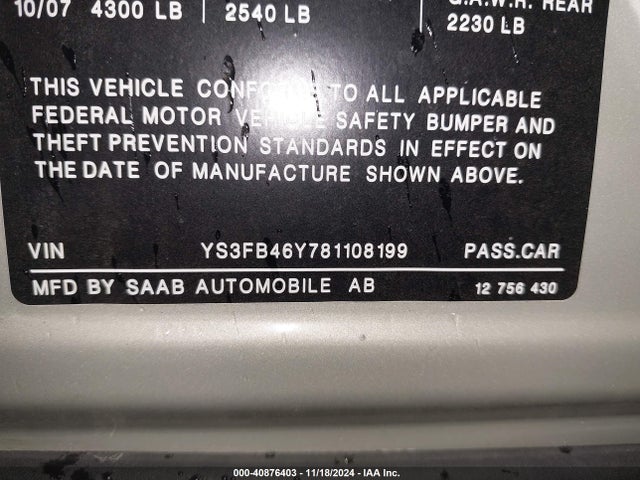 10/07 4300 LB 2540 LB G.A.W.R. REAR
2230 LB
THIS VEHICLE CONFORMS TO ALL APPLICABLE
FEDERAL MOTOR VEHICLE SAFETY BUMPER AND
THEFT PREVENTION STANDARDS IN EFFECT ON
THE DATE OF MANUFACTURE SHOWN ABOVE.
VIN YS3FB46Y781108199 PASS.CAR
MFD BY SAAB AUTOMOBILE AB 12 756 430
000-40876403 - 11/18/2024 - IAA Inc.